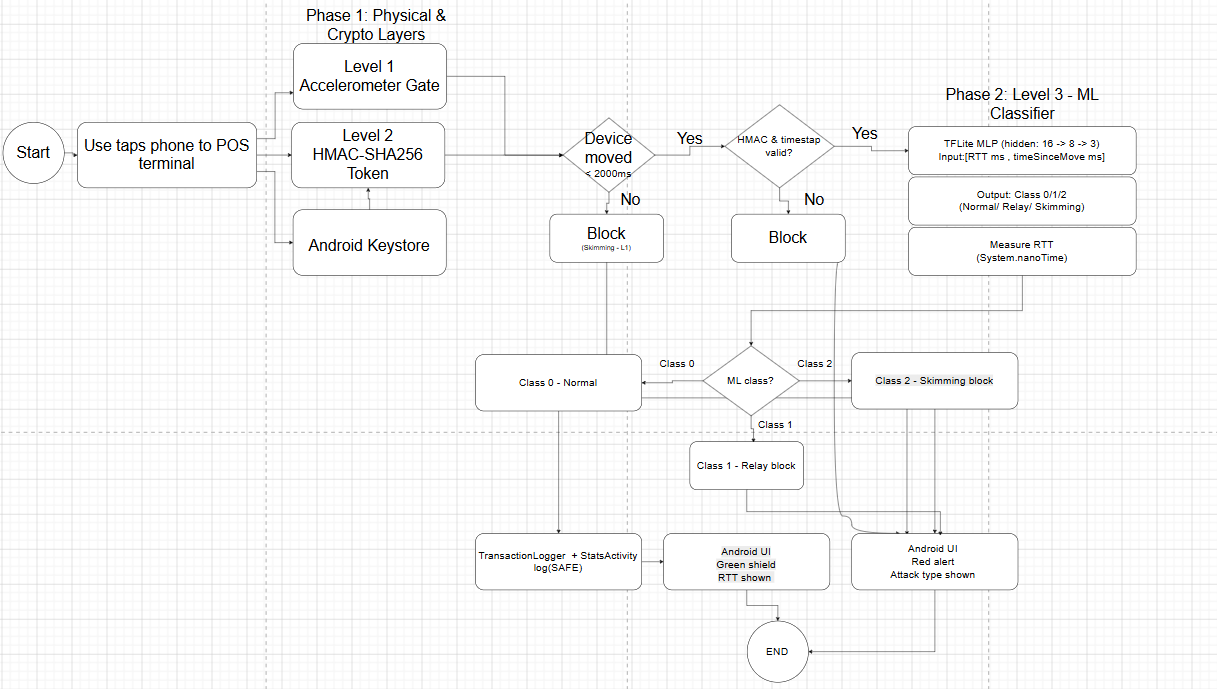 Phase 1: Physical &
Crypto Layers
Level 1
Accelerometer Gate
Phase 2: Level 3 - ML
Classifier
Start
Use taps phone to POS
terminal
Level 2
HMAC-SHA256
Token
Device
moved
< 2000ms
Yes
HMAC & timestap
valid?
Yes
TFLite MLP (hidden: 16 -> 8 -> 3)
Input:[RTT ms , timeSinceMove ms]
Output: Class 0/1/2
(Normal/ Relay/ Skimming)
Measure RTT
(System.nanoTime)
No
No
Android Keystore
Block
(Skimming - L1)
Block
Class 0 - Normal
Class 0
ML class?
Class 2
Class 2 - Skimming block
Class 1
Class 1 - Relay block
TransactionLogger + StatsActivity
log(SAFE)
Android UI
Green shield
RTT shown
Android UI
Red alert
Attack type shown
END